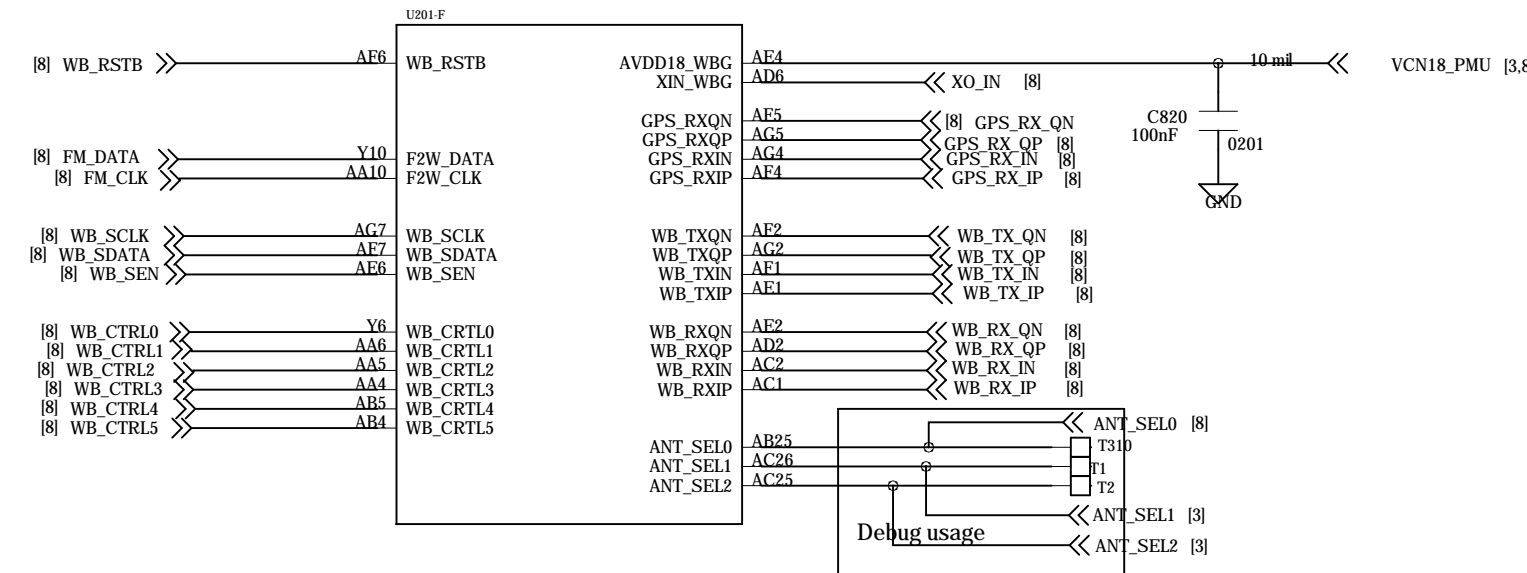 U201-F
[8] WB_RSTB AF6 WB_RSTB AVDD18_WBG AE4 10 mil VCN18_PMU [3,8
XIN_WBG AD6 XO_IN [8]
GPS_RXQN AF5 [8] GPS_RX_QN
C820
GPS_RXQP AG5 GPS_RX_QP [8]
100nF 0201
[8] FM_DATA Y10 F2W_DATA GPS_RXIN AG4 GPS_RX_IN [8]
[8] FM_CLK AA10 F2W_CLK GPS_RXIP AF4 GPS_RX_IP [8]
GND
[8] WB_SCLK AG7 WB_SCLK WB_TXQN AF2 WB_TX_QN [8]
[8] WB_SDATA AF7 WB_SDATA WB_TXQP AG2 WB_TX_QP [8]
[8] WB_SEN AE6 WB_SEN WB_TXIN AF1 WB_TX_IN [8]
WB_TXIP AE1 WB_TX_IP [8]
[8] WB_CTRL0 Y6 WB_CRTL0 WB_RXQN AE2 WB_RX_QN [8]
[8] WB_CTRL1 AA6 WB_CRTL1 WB_RXQP AD2 WB_RX_QP [8]
[8] WB_CTRL2 AA5 WB_CRTL2 WB_RXIN AC2 WB_RX_IN [8]
[8] WB_CTRL3 AA4 WB_CRTL3 WB_RXIP AC1 WB_RX_IP [8]
[8] WB_CTRL4 AB5 WB_CRTL4
[8] WB_CTRL5 AB4 WB_CRTL5
ANT_SEL0 [8]
ANT_SEL0 AB25 T310
ANT_SEL1 AC26 T1
ANT_SEL2 AC25 T2
ANT_SEL1 [3]
Debug usage
ANT_SEL2 [3]